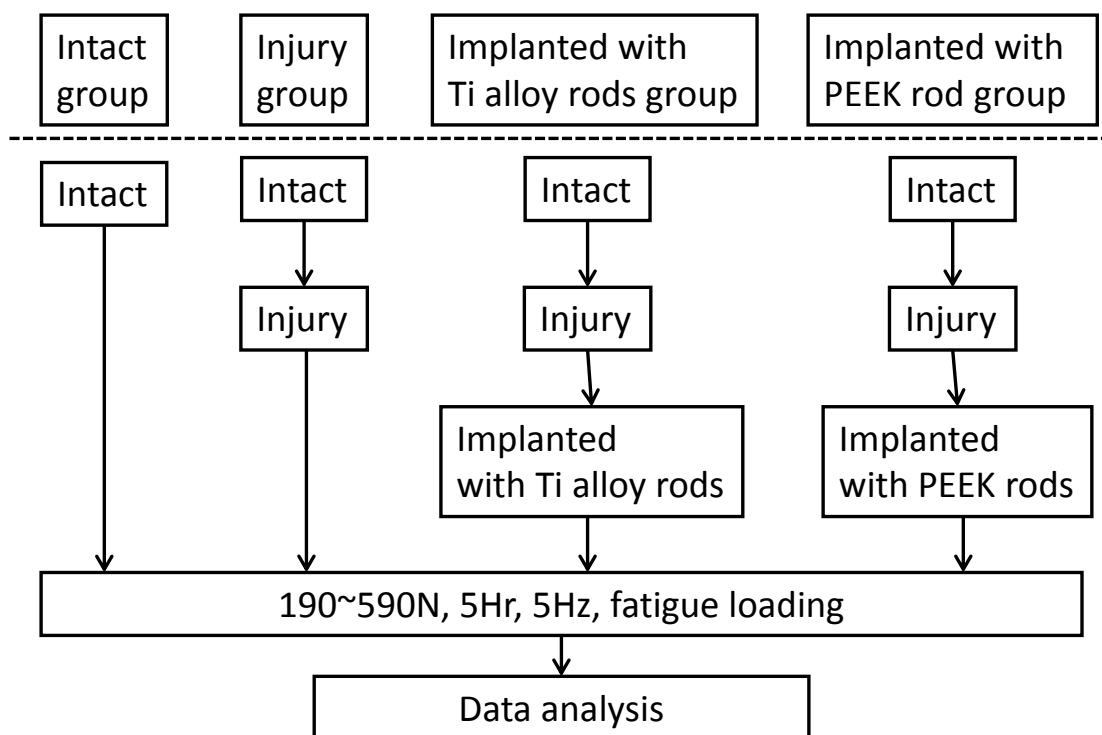 Intact
group
Injury
group
Implanted with
Ti alloy rods group
Implanted with
PEEK rod group
Intact
Intact
Intact
Intact
Injury
Injury
Injury
Implanted
with Ti alloy rods
Implanted
with PEEK rods
190~590N, 5Hr, 5Hz, fatigue loading
Data analysis